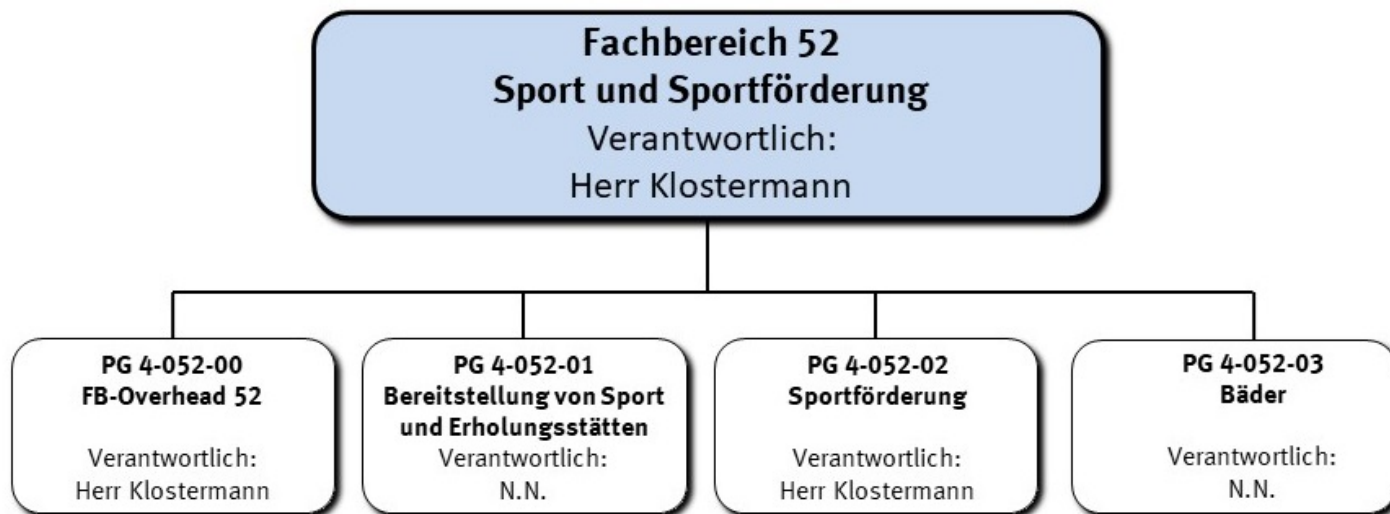 Fachbereich 52
Sport und Sportförderung
Verantwortlich:
Herr Klostermann
PG 4-052-00
FB-Overhead 52
Verantwortlich:
Herr Klostermann
PG 4-052-01
Bereitstellung von Sport
und Erholungsstätten
Verantwortlich:
N.N.
PG 4-052-02
Sportförderung
Verantwortlich:
Herr Klostermann
PG 4-052-03
Bäder
Verantwortlich:
N.N.